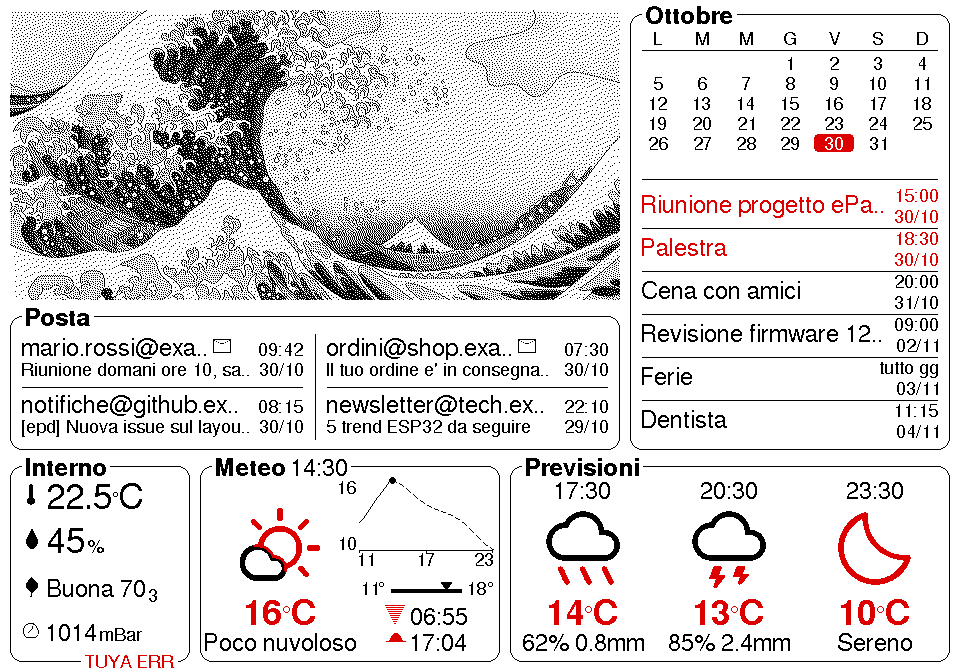 Ottobre
L M M G V S D
1 2 3 4
5 6 7 8 9 10 11
12 13 14 15 16 17 18
19 20 21 22 23 24 25
26 27 28 29 30 31
Riunione progetto ePa.. 15:00 30/10
Palestra 18:30 30/10
Cena con amici 20:00 31/10
Revisione firmware 12.. 09:00 02/11
Ferie tutto gg 03/11
Dentista 11:15 04/11
Posta
mario.rossi@exa.. 09:42
Riunione domani ore 10, sa.. 30/10
ordini@shop.exa.. 07:30
Il tuo ordine e' in consegna.. 30/10
notifiche@github.ex.. 08:15
[epd] Nuova issue sul layou.. 30/10
newsletter@tech.ex.. 22:10
5 trend ESP32 da seguire 29/10
Interno
22.5°C
45%
Buona 70 3
1014 mBar
TUYA ERR
Meteo 14:30
16
10
11 17 23
11° 18°
16°C
06:55
Poco nuvoloso
17:04
Previsioni
17:30 20:30 23:30
14°C 13°C 10°C
62% 0.8mm 85% 2.4mm Sereno